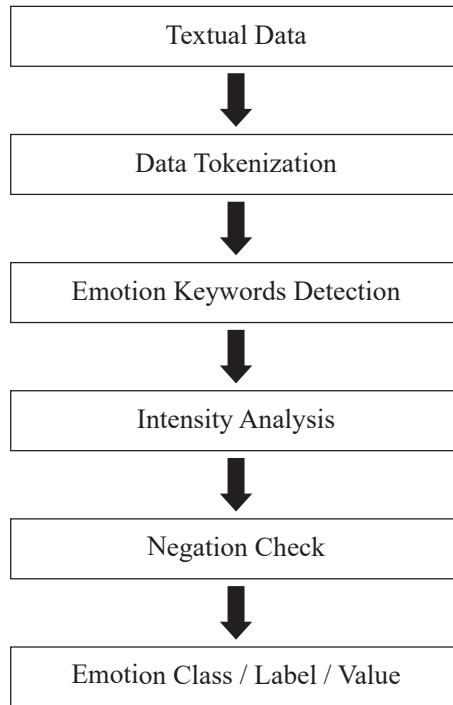 Textual Data
Data Tokenization
Emotion Keywords Detection
Intensity Analysis
Negation Check
Emotion Class / Label / Value